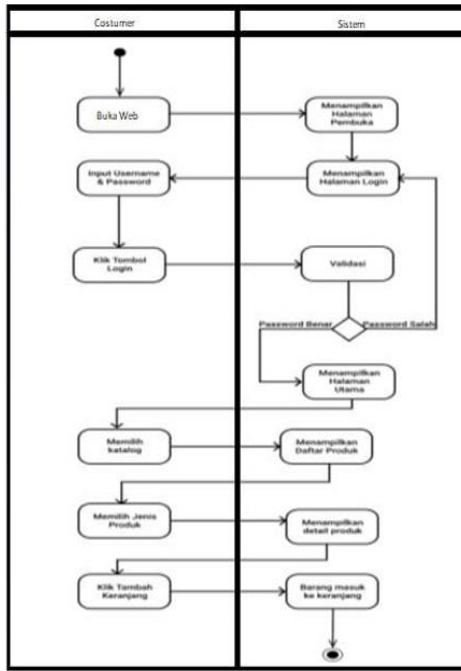 Costumer
Sistem
Buka Web
Menampilkan
Halaman
Pembuka
Input Username
& Password
Menampilkan
Halaman Login
Klik Tombol
Login
Validasi
Password Benar
Password Salah
Menampilkan
Halaman
Utama
Memilih
katalog
Menampilkan
Daftar Produk
Memilih Jenis
Produk
Menampilkan
detail produk
Klik Tambah
Keranjang
Barang masuk
ke keranjang